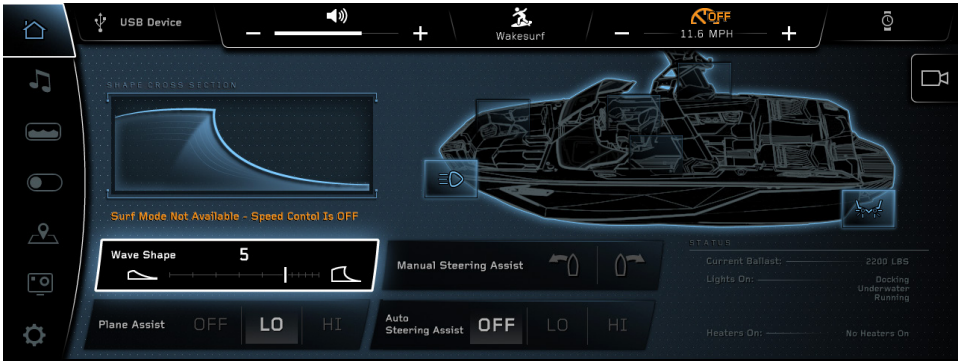 USB Device
Wakesurf
OFF
11.6 MPH
SHAPE CROSS SECTION
Surf Mode Not Available - Speed Contol Is OFF
Wave Shape 5
Manual Steering Assist
Plane Assist OFF LO HI
Auto
Steering Assist OFF LO HI
STATUS
Current Ballast: 2200 LBS
Lights On: Docking
Underwater
Running
Heaters On: No Heaters On